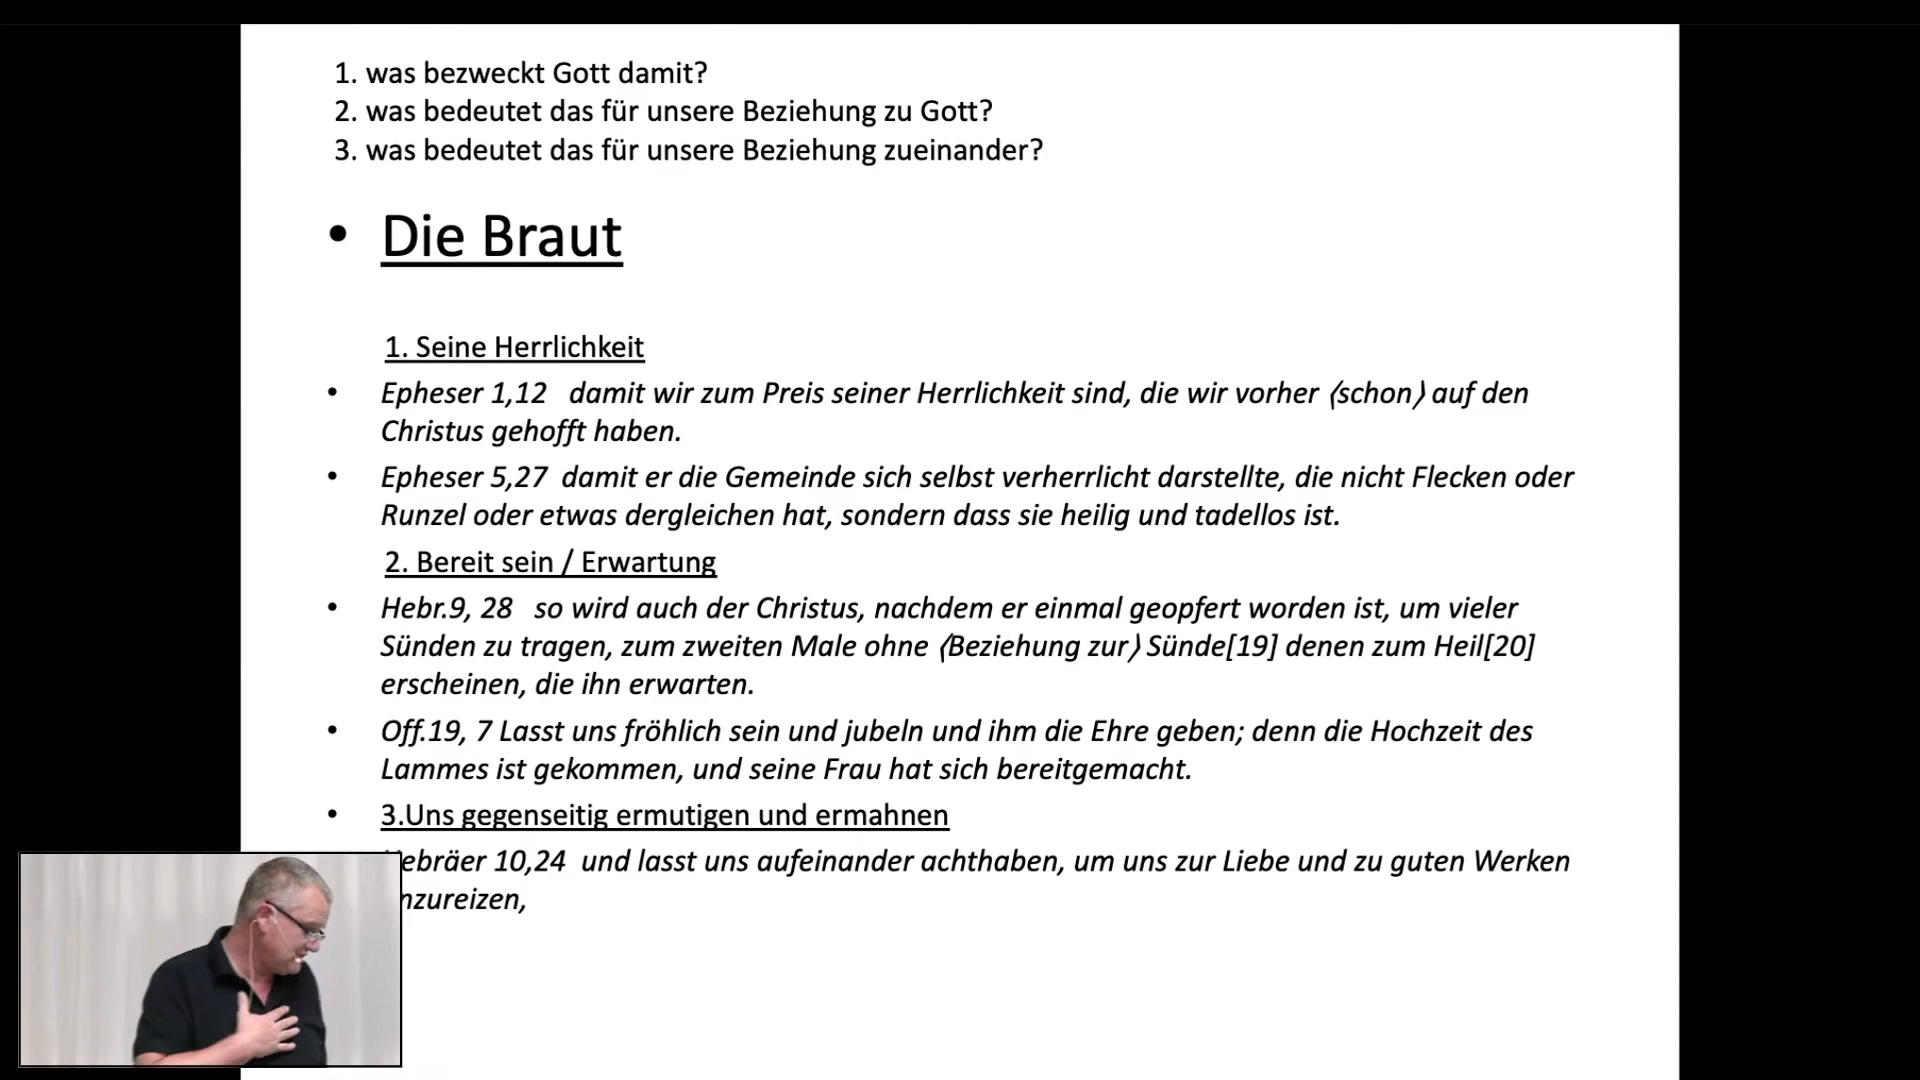 1. was bezweckt Gott damit?
2. was bedeutet das für unsere Beziehung zu Gott?
3. was bedeutet das für unsere Beziehung zueinander?
• Die Braut
1. Seine Herrlichkeit
• Epheser 1,12 damit wir zum Preis seiner Herrlichkeit sind, die wir vorher ⟨schon⟩ auf den
Christus gehofft haben.
• Epheser 5,27 damit er die Gemeinde sich selbst verherrlicht darstellte, die nicht Flecken oder
Runzel oder etwas dergleichen hat, sondern dass sie heilig und tadellos ist.
2. Bereit sein / Erwartung
• Hebr.9, 28 so wird auch der Christus, nachdem er einmal geopfert worden ist, um vieler
Sünden zu tragen, zum zweiten Male ohne ⟨Beziehung zur⟩ Sünde[19] denen zum Heil[20]
erscheinen, die ihn erwarten.
• Off.19, 7 Lasst uns fröhlich sein und jubeln und ihm die Ehre geben; denn die Hochzeit des
Lammes ist gekommen, und seine Frau hat sich bereitgemacht.
• 3.Uns gegenseitig ermutigen und ermahnen
ebräer 10,24 und lasst uns aufeinander achthaben, um uns zur Liebe und zu guten Werken
nzureizen,